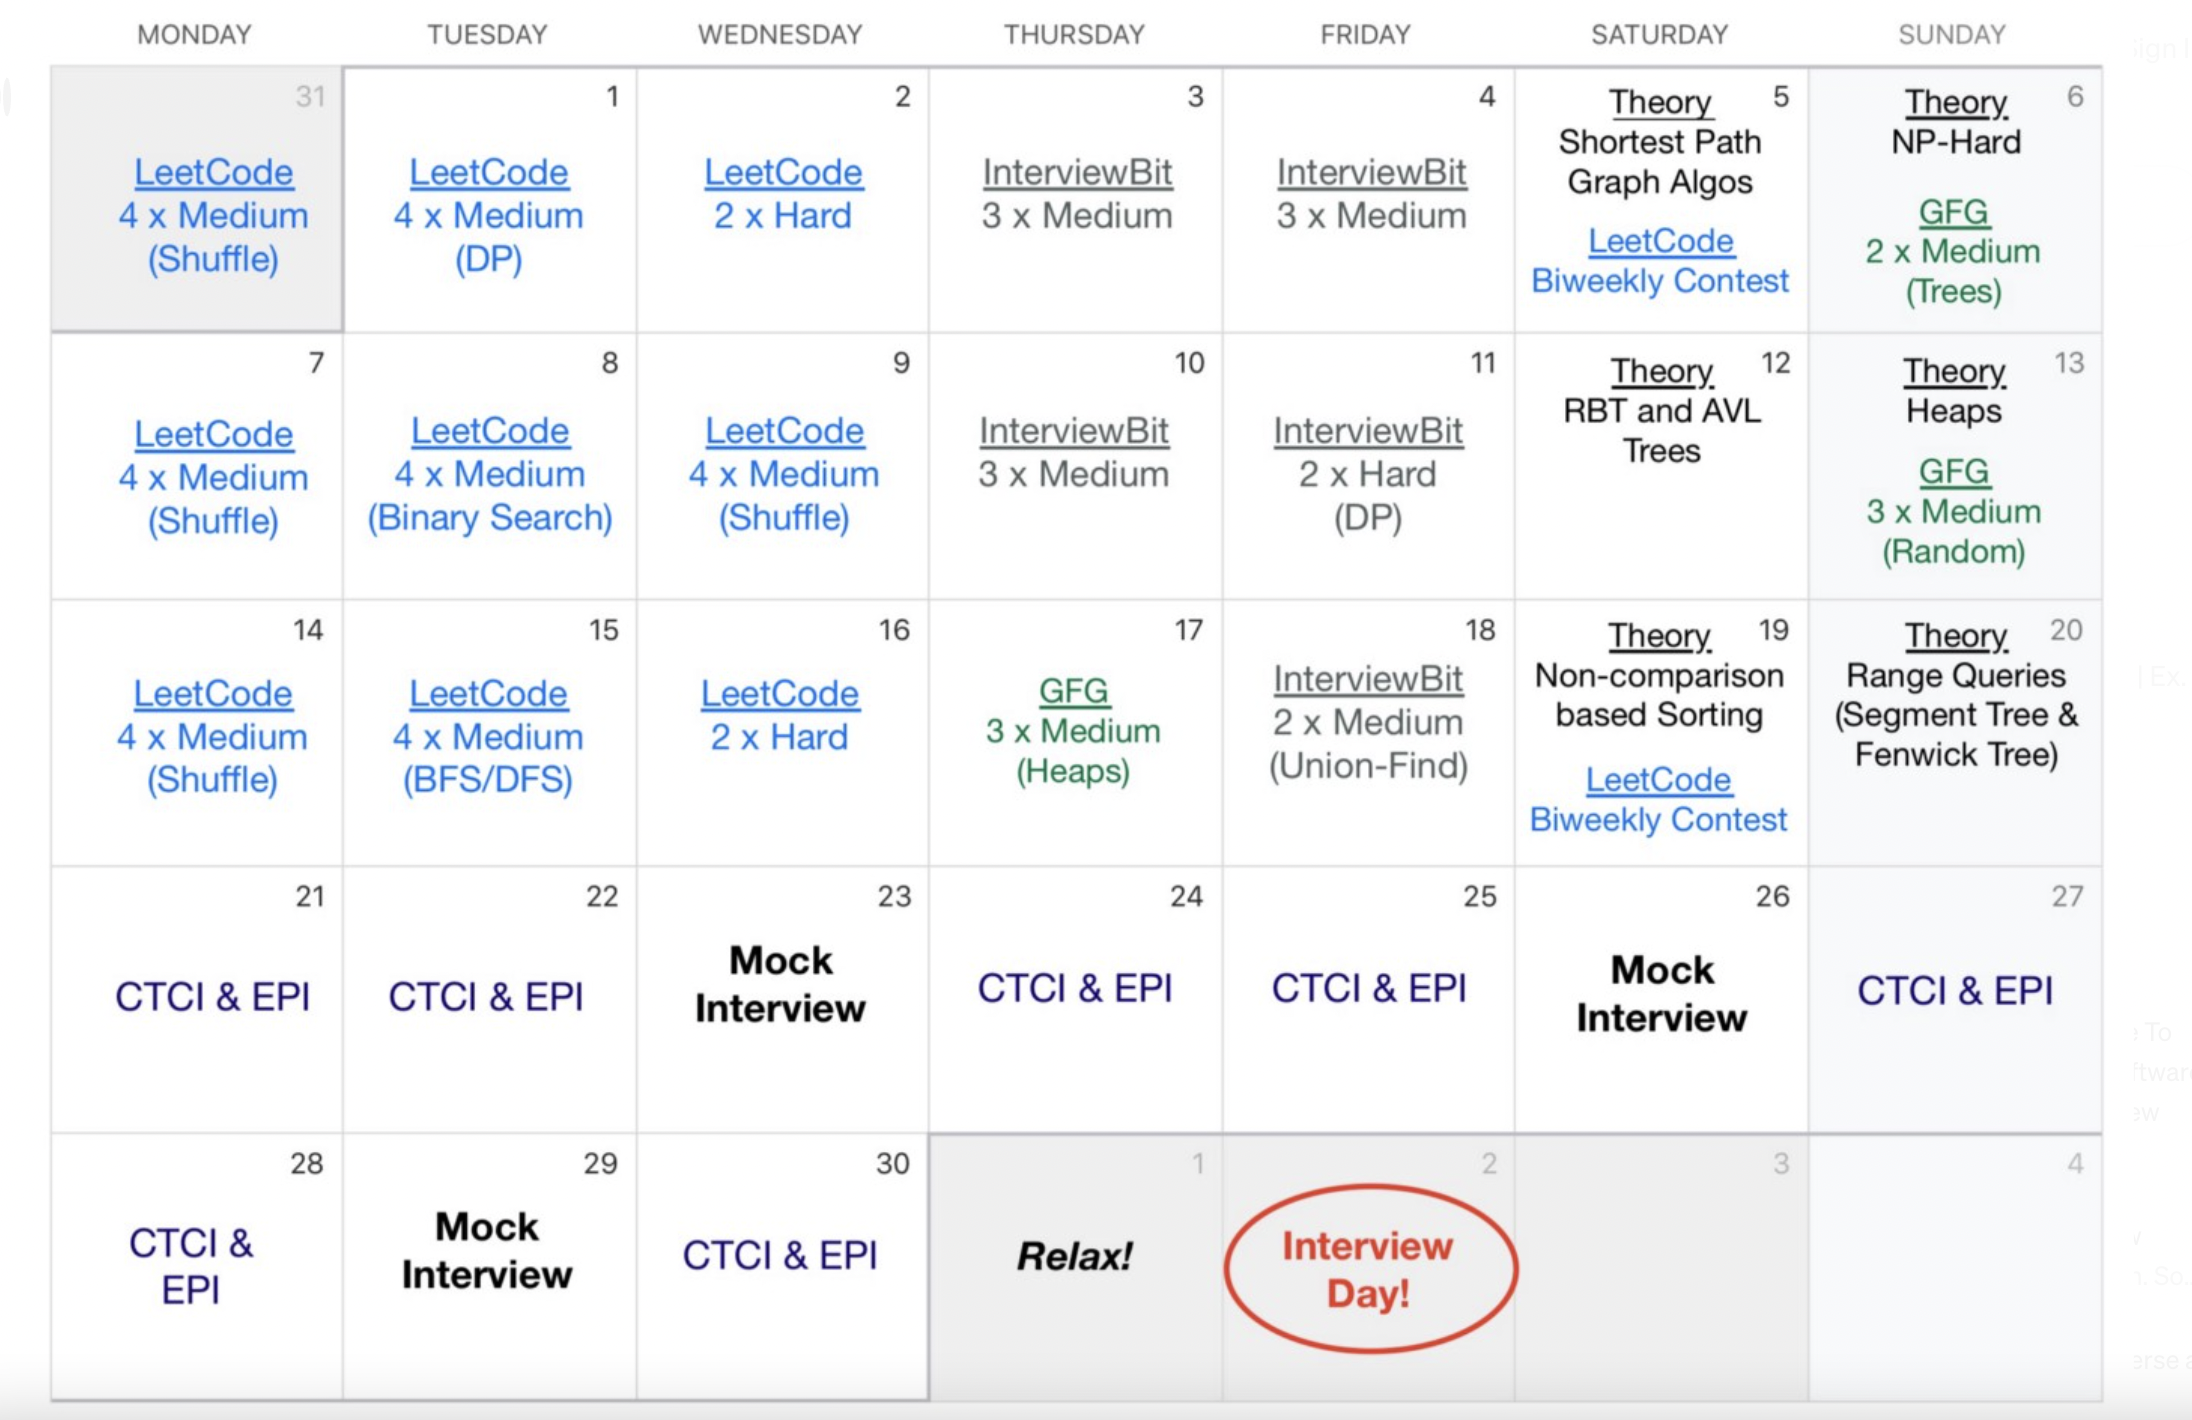 MONDAY TUESDAY WEDNESDAY THURSDAY FRIDAY SATURDAY SUNDAY
31
LeetCode
4 x Medium
(Shuffle)
1
LeetCode
4 x Medium
(DP)
2
LeetCode
2 x Hard
3
InterviewBit
3 x Medium
4
InterviewBit
3 x Medium
Theory 5
Shortest Path
Graph Algos
LeetCode
Biweekly Contest
Theory 6
NP-Hard
GFG
2 x Medium
(Trees)
7
LeetCode
4 x Medium
(Shuffle)
8
LeetCode
4 x Medium
(Binary Search)
9
LeetCode
4 x Medium
(Shuffle)
10
InterviewBit
3 x Medium
11
InterviewBit
2 x Hard
(DP)
Theory 12
RBT and AVL
Trees
Theory 13
Heaps
GFG
3 x Medium
(Random)
14
LeetCode
4 x Medium
(Shuffle)
15
LeetCode
4 x Medium
(BFS/DFS)
16
LeetCode
2 x Hard
17
GFG
3 x Medium
(Heaps)
18
InterviewBit
2 x Medium
(Union-Find)
Theory 19
Non-comparison
based Sorting
LeetCode
Biweekly Contest
Theory 20
Range Queries
(Segment Tree &
Fenwick Tree)
21
CTCI & EPI
22
CTCI & EPI
23
Mock
Interview
24
CTCI & EPI
25
CTCI & EPI
26
Mock
Interview
27
CTCI & EPI
28
CTCI &
EPI
29
Mock
Interview
30
CTCI & EPI
1
Relax!
2
Interview
Day!
3
4